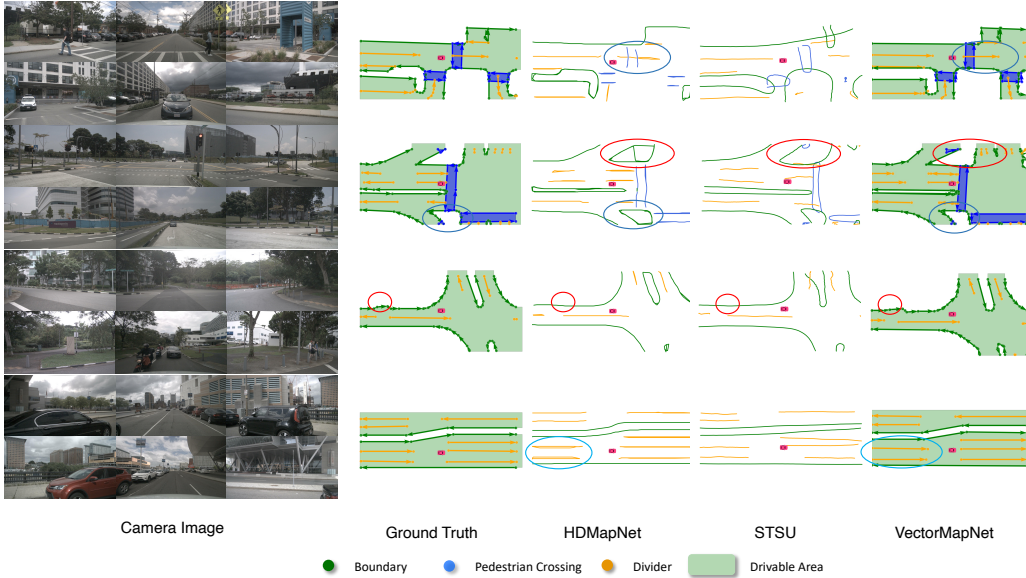 Camera Image
Ground Truth
HDMapNet
STSU
VectorMapNet
Boundary
Pedestrian Crossing
Divider
Drivable Area